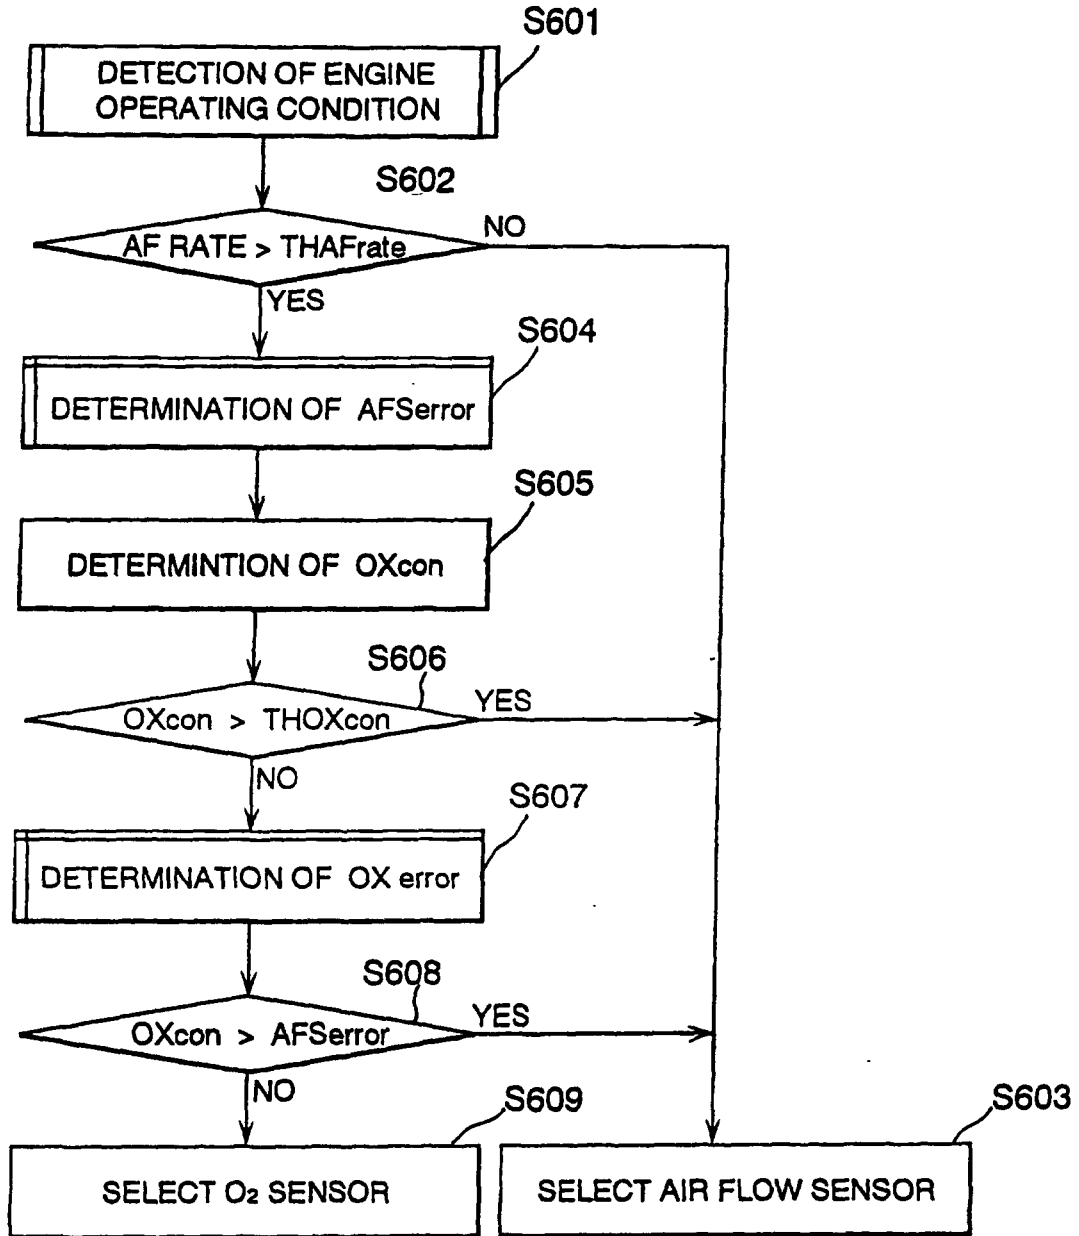 S601
DETECTION OF ENGINE
OPERATING CONDITION
S602
AF RATE > THAFrate
NO
YES
S604
DETERMINATION OF AFSerror
S605
DETERMINTION OF OXcon
S606
OXcon > THOXcon
YES
NO
S607
DETERMINATION OF OX error
S608
OXcon > AFSerror
YES
NO
S609
S603
SELECT O2 SENSOR
SELECT AIR FLOW SENSOR